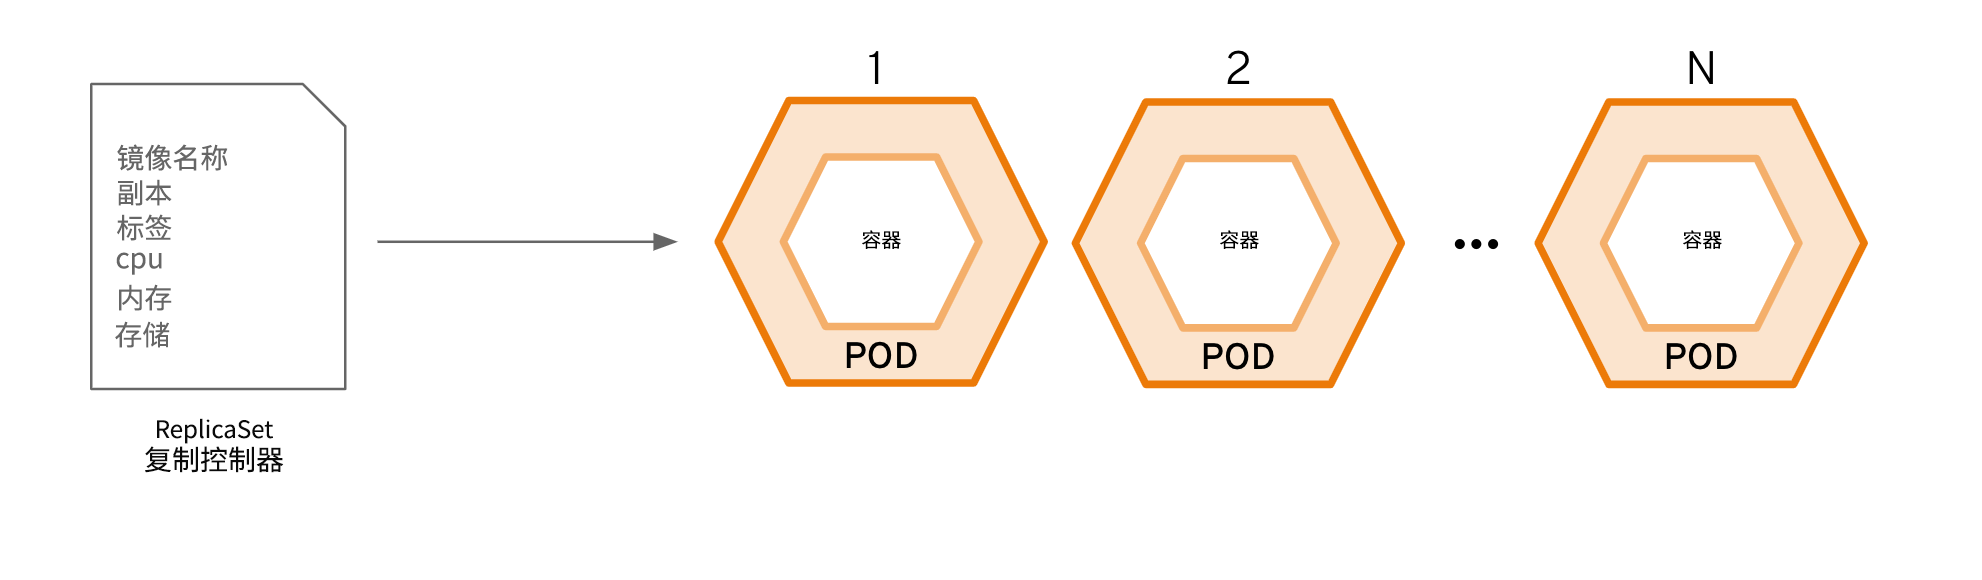 镜像名称
副本
标签
cpu
内存
存储
ReplicaSet
复制控制器
1
容器
POD
2
容器
POD
•••
N
容器
POD